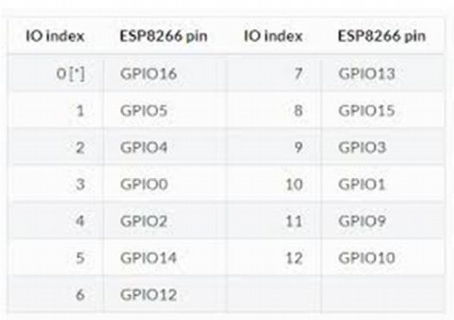 IO index ESP8266 pin IO index ESP8266 pin
0 [*] GPIO16 7 GPIO13
1 GPIO5 8 GPIO15
2 GPIO4 9 GPIO3
3 GPIO0 10 GPIO1
4 GPIO2 11 GPIO9
5 GPIO14 12 GPIO10
6 GPIO12